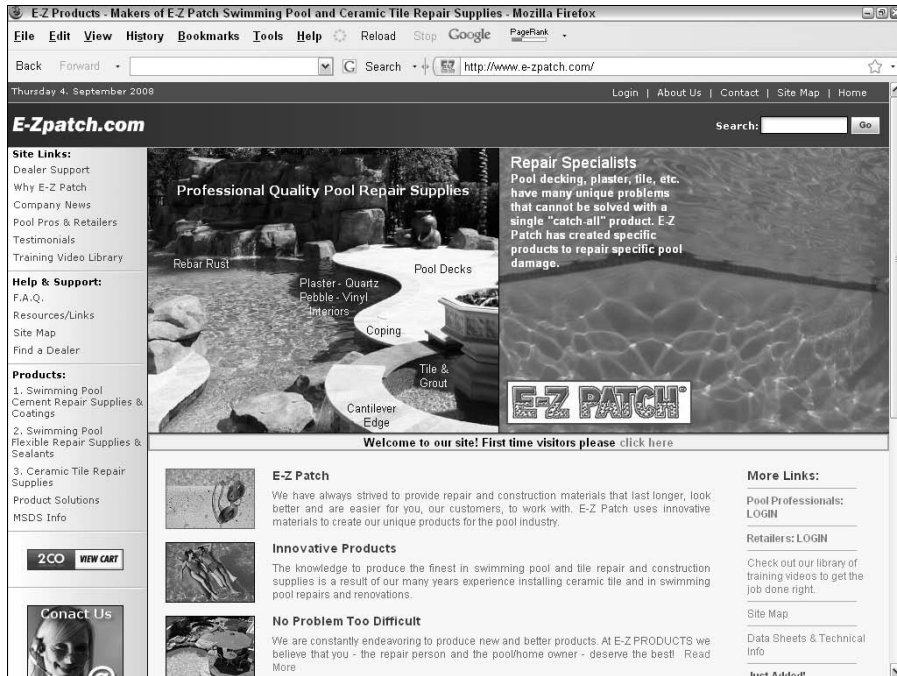 E-Z Products - Makers of E-Z Patch Swimming Pool and Ceramic Tile Repair Supplies - Mozilla Firefox
File Edit View History Bookmarks Tools Help Reload Stop Google PageRank
Back Forward G Search http://www.e-zpatch.com/
Thursday 4. September 2008
Login | About Us | Contact | Site Map | Home
E-Zpatch.com
Search: Go
Site Links:
Dealer Support
Why E-Z Patch
Company News
Pool Pros & Retailers
Testimonials
Training Video Library
Help & Support:
F.A.Q.
Resources/Links
Site Map
Find a Dealer
Products:
1. Swimming Pool
Cement Repair Supplies &
Coatings
2. Swimming Pool
Flexible Repair Supplies &
Sealants
3. Ceramic Tile Repair
Supplies
Product Solutions
MSDS Info
2CO VIEW CART
Conact Us
@
Professional Quality Pool Repair Supplies
Rebar Rust
Pool Decks
Plaster - Quartz
Pebble - Vinyl
Interiors
Coping
Tile &
Grout
Cantilever
Edge
Repair Specialists
Pool decking, plaster, tile, etc.
have many unique problems
that cannot be solved with a
single "catch-all" product. E-Z
Patch has created specific
products to repair specific pool
damage.
E-Z PATCH®
Welcome to our site! First time visitors please click here
E-Z Patch
We have always strived to provide repair and construction materials that last longer, look
better and are easier for you, our customers, to work with. E-Z Patch uses innovative
materials to create our unique products for the pool industry.
Innovative Products
The knowledge to produce the finest in swimming pool and tile repair and construction
supplies is a result of our many years experience installing ceramic tile and in swimming
pool repairs and renovations.
No Problem Too Difficult
We are constantly endeavoring to produce new and better products. At E-Z PRODUCTS we
believe that you - the repair person and the pool/home owner - deserve the best! Read
More
More Links:
Pool Professionals:
LOGIN
Retailers: LOGIN
Check out our library of
training videos to get the
job done right.
Site Map
Data Sheets & Technical
Info
Just Added!